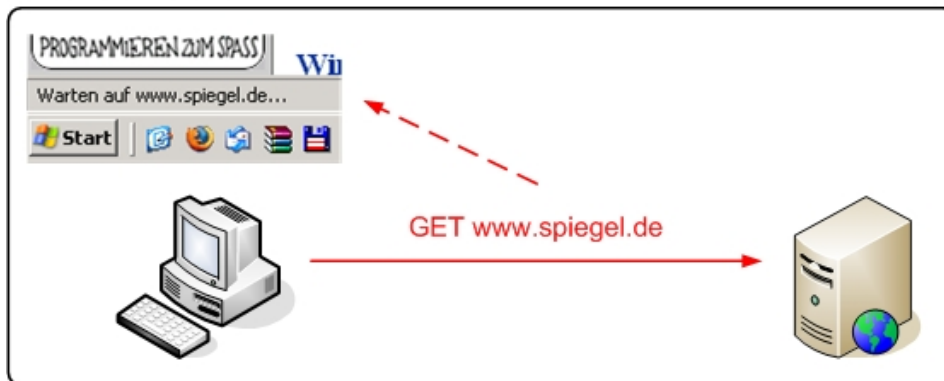 PROGRAMMIEREN ZUM SPASS
Warten auf www.spiegel.de...
Start
GET www.spiegel.de